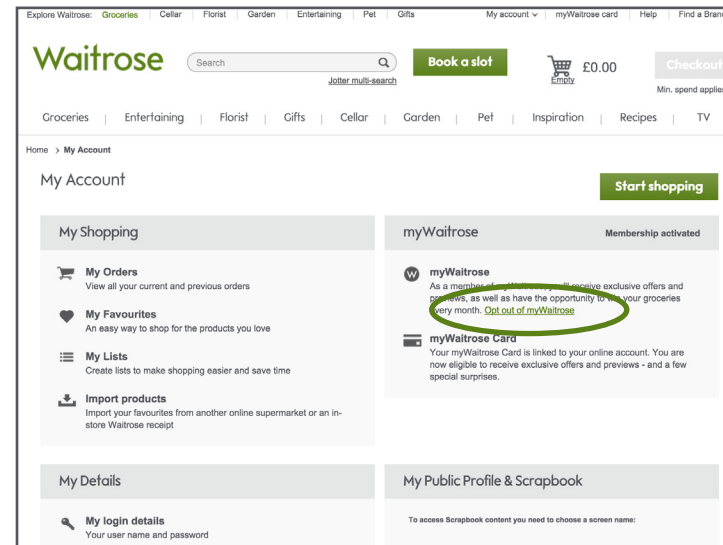 Explore Waitrose: Groceries Cellar Florist Garden Entertaining Pet Gifts My account myWaitrose card Help Find a Bran
Waitrose
Search
Jotter multi-search
Book a slot
Empty
£0.00
Checkout
Min. spend applies
Groceries Entertaining Florist Gifts Cellar Garden Pet Inspiration Recipes TV
Home > My Account
My Account
Start shopping
My Shopping
My Orders
View all your current and previous orders
My Favourites
An easy way to shop for the products you love
My Lists
Create lists to make shopping easier and save time
Import products
Import your favourites from another online supermarket or an in-
store Waitrose receipt
myWaitrose Membership activated
W
myWaitrose
As a member of myWaitrose you'll receive exclusive offers and
previews, as well as have the opportunity to win your groceries
every month. Opt out of myWaitrose
myWaitrose Card
Your myWaitrose Card is linked to your online account. You are
now eligible to receive exclusive offers and previews - and a few
special surprises.
My Details
My login details
Your user name and password
My Public Profile & Scrapbook
To access Scrapbook content you need to choose a screen name: